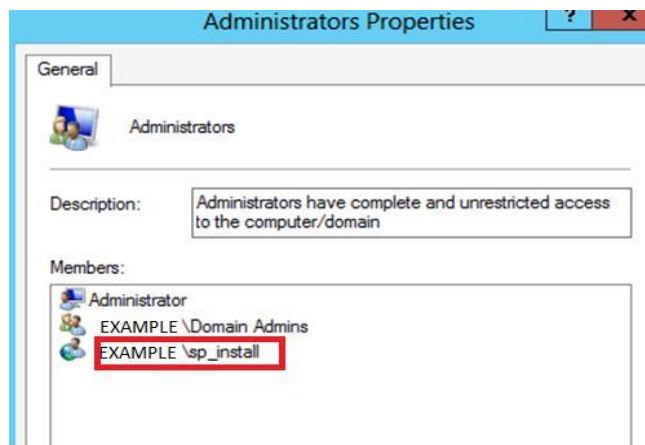 Administrators Properties
? x
General
Administrators
Description:
Administrators have complete and unrestricted access
to the computer/domain
Members:
Administrator
EXAMPLE \Domain Admins
EXAMPLE \sp_install